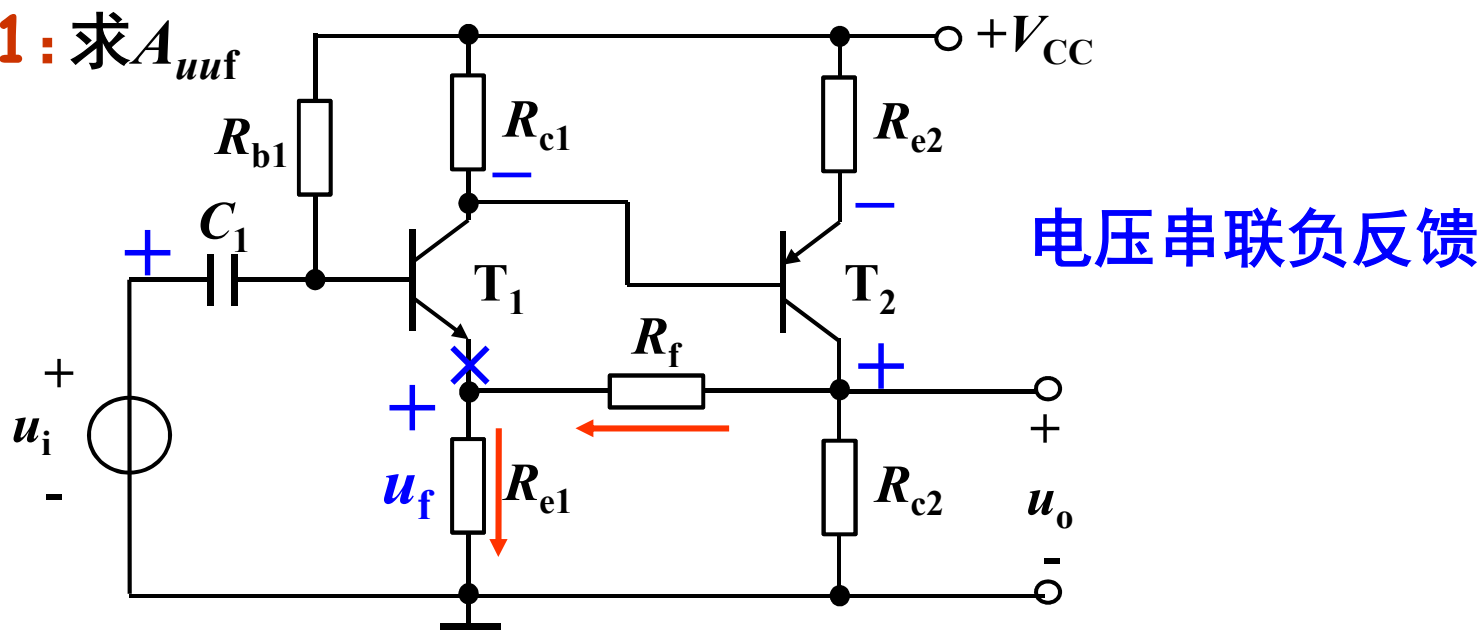 1:求Auuf
+VCC
Rb1
Rc1
Re2
C1
T1
T2
电压串联负反馈
Rf
+
ui
-
uf
Re1
Rc2
+
uo
-